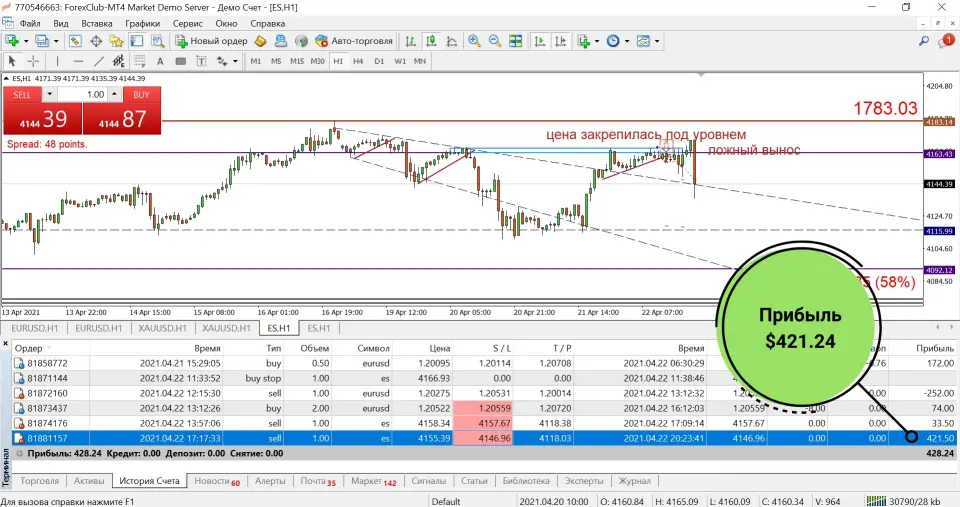 770546663: ForexClub-MT4 Market Demo Server - Демо Счет - [ES,H1]
Файл Вид Вставка Графики Сервис Окно Справка
Новый ордер Авто-торговля 1
A T M1 M5 M15 M30 H1 H4 D1 W1 MN
ES,H1 4171.39 4171.39 4135.39 4144.39
SELL 1.00 BUY
4144 39 4144 87
Spread: 48 points.
1783.03
цена закрепилась под уровнем
ложный вынос
(58%)
4204.80
4183.14
4163.43
4144.39
4124.70
4115.99
4104.60
4092.12
4084.50
13 Apr 2021 13 Apr 23:00 14 Apr 15:00 15 Apr 08:00 16 Apr 02:00 16 Apr 19:00 19 Apr 12:00 20 Apr 05:00 20 Apr 21:00 21 Apr 14:00 22 Apr 07:00
EURUSD,H1 EURUSD,H1 XAUUSD,H1 XAUUSD,H1 ES,H1 ES,H1
Прибыль
$421.24
Ордер Время Тип Объем Символ Цена S / L T / P Время Прибыль
81858772 2021.04.21 15:29:05 buy 0.50 eurusd 1.20095 1.20114 1.20708 2021.04.22 06:30:29 172.00
81871144 2021.04.22 11:33:52 buy stop 1.00 es 4166.93 0.00 0.00 2021.04.22 11:38:46
81872160 2021.04.22 12:15:30 sell 1.00 eurusd 1.20275 1.20531 1.20014 2021.04.22 13:12:32 0.00 -252.00
81873437 2021.04.22 13:12:26 buy 2.00 eurusd 1.20522 1.20559 1.20720 2021.04.22 16:12:03 1.20559 -8.00 0.00 74.00
81874176 2021.04.22 13:57:06 sell 1.00 es 4158.34 4157.67 4118.38 2021.04.22 17:09:14 4157.67 0.00 0.00 33.50
81881157 2021.04.22 17:17:33 sell 1.00 es 4155.39 4146.96 4118.03 2021.04.22 20:23:41 4146.96 0.00 0.00 421.50
Прибыль: 428.24 Кредит: 0.00 Депозит: 0.00 Снятие: 0.00 428.24
Терминал
Торговля Активы История Счета Новости 60 Алерты Почта 35 Маркет 142 Сигналы Статьи Библиотека Эксперты Журнал
Для вызова справки нажмите F1 Default 2021.04.20 10:00 O: 4160.84 H: 4165.09 L: 4160.09 C: 4160.34 V: 964 30790/28 kb